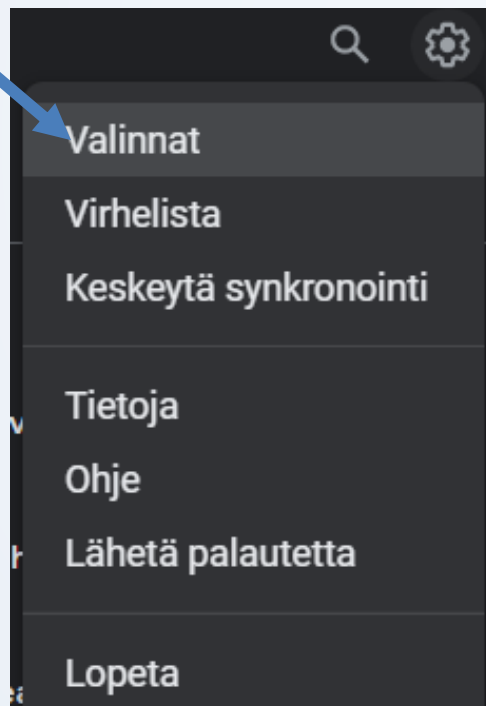 Valinnat
Virhelista
Keskeytä synkronointi
Tietoja
Ohje
Lähetä palautetta
Lopeta